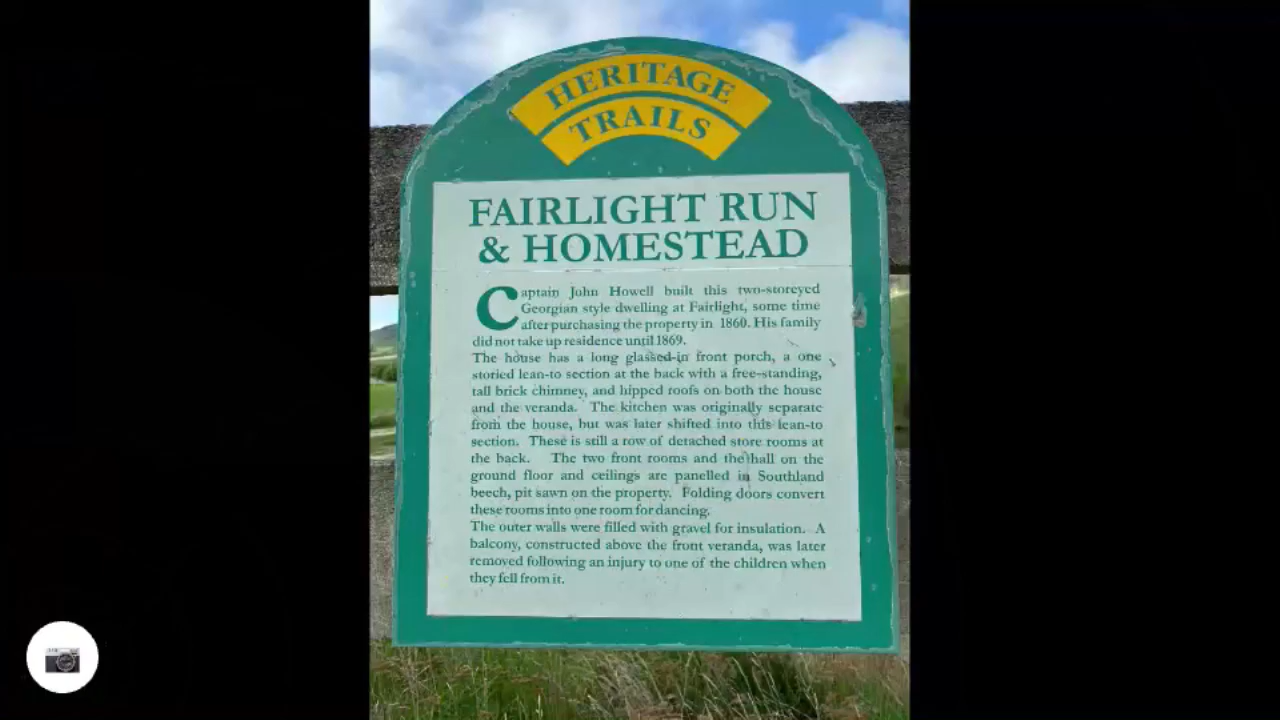 HERITAGE
TRAILS
FAIRLIGHT RUN
& HOMESTEAD
Captain John Howell built this two-storeyed
Georgian style dwelling at Fairlight, some time
after purchasing the property in 1860. His family
did not take up residence until 1869.
The house has a long glassed-in front porch, a one
storied lean-to section at the back with a free-standing,
tall brick chimney, and hipped roofs on both the house
and the veranda. The kitchen was originally separate
from the house, but was later shifted into this lean-to
section. These is still a row of detached store rooms at
the back. The two front rooms and the hall on the
ground floor and ceilings are panelled in Southland
beech, pit sawn on the property. Folding doors convert
these rooms into one room for dancing.
The outer walls were filled with gravel for insulation. A
balcony, constructed above the front veranda, was later
removed following an injury to one of the children when
they fell from it.